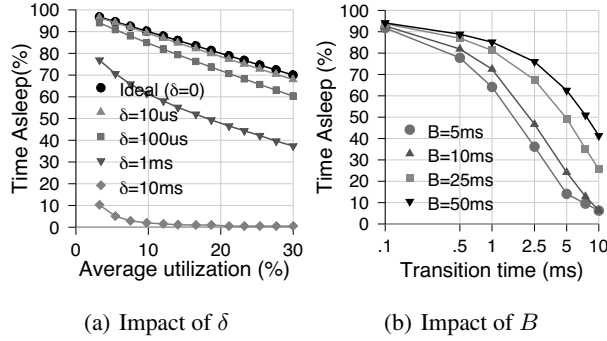 100
90
80
70
60
50
40
30
20
10
0
Time Asleep(%)
Ideal (δ=0)
δ=10us
δ=100us
δ=1ms
δ=10ms
0 10 20 30
Average utilization (%)
(a) Impact of δ
100
90
80
70
60
50
40
30
20
10
0
Time Asleep (%)
B=5ms
B=10ms
B=25ms
B=50ms
.1 .5 1 2.5 5 10
Transition time (ms)
(b) Impact of B